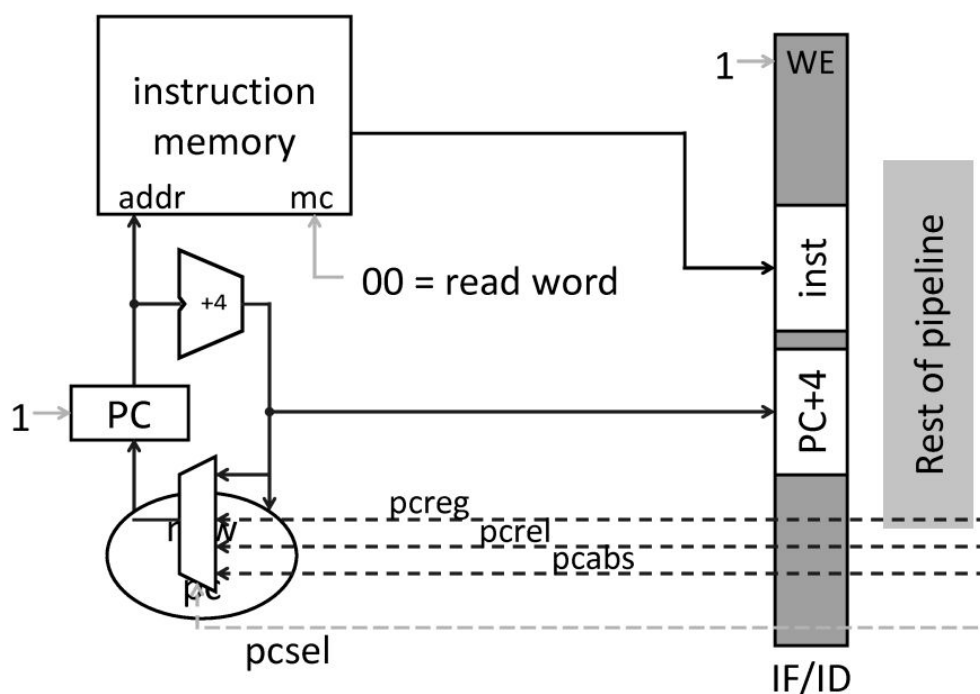 instruction
memory
addr
mc
1
WE
00 = read word
+4
inst
1
PC
PC+4
Rest of pipeline
pcreg
pcrel
pcabs
pc
pcsel
IF/ID